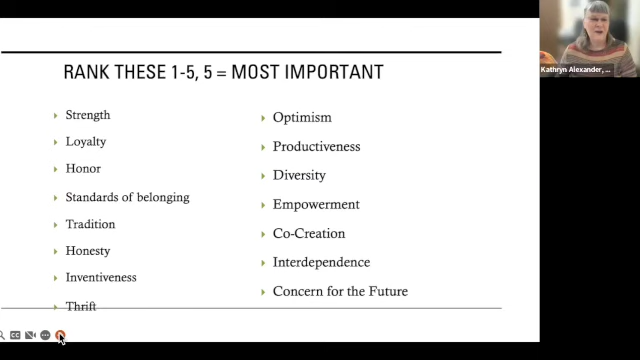 RANK THESE 1-5, 5 = MOST IMPORTANT
Strength
Loyalty
Honor
Standards of belonging
Tradition
Honesty
Inventiveness
Thrift
Optimism
Productiveness
Diversity
Empowerment
Co-Creation
Interdependence
Concern for the Future
Kathryn Alexander, ...
CC